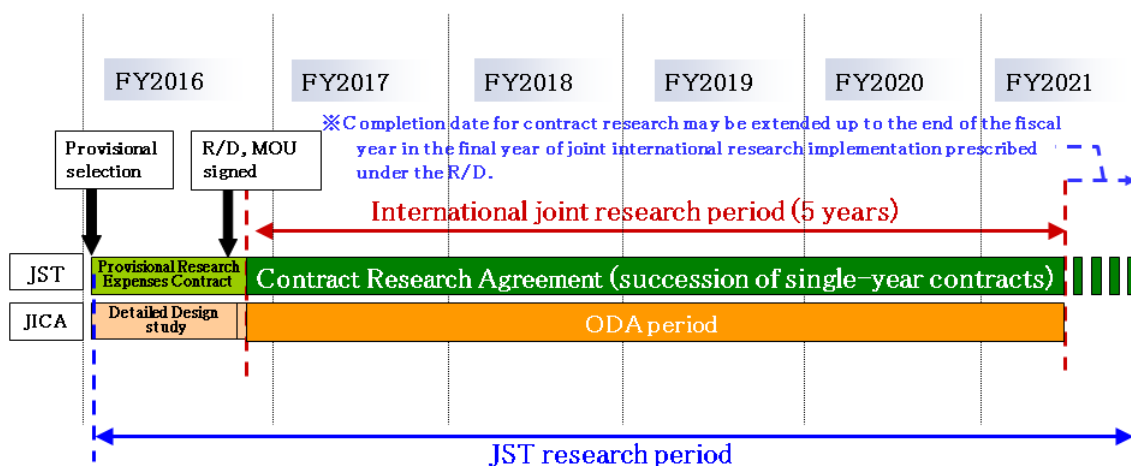 FY2016
FY2017
FY2018
FY2019
FY2020
FY2021
※Completion date for contract research may be extended up to the end of the fiscal
year in the final year of joint international research implementation prescribed
under the R/D.
Provisional
selection
R/D, MOU
signed
International joint research period (5 years)
JST
Provisional Research
Expenses Contract
Contract Research Agreement (succession of single-year contracts)
JICA
Detailed Design
study
ODA period
JST research period